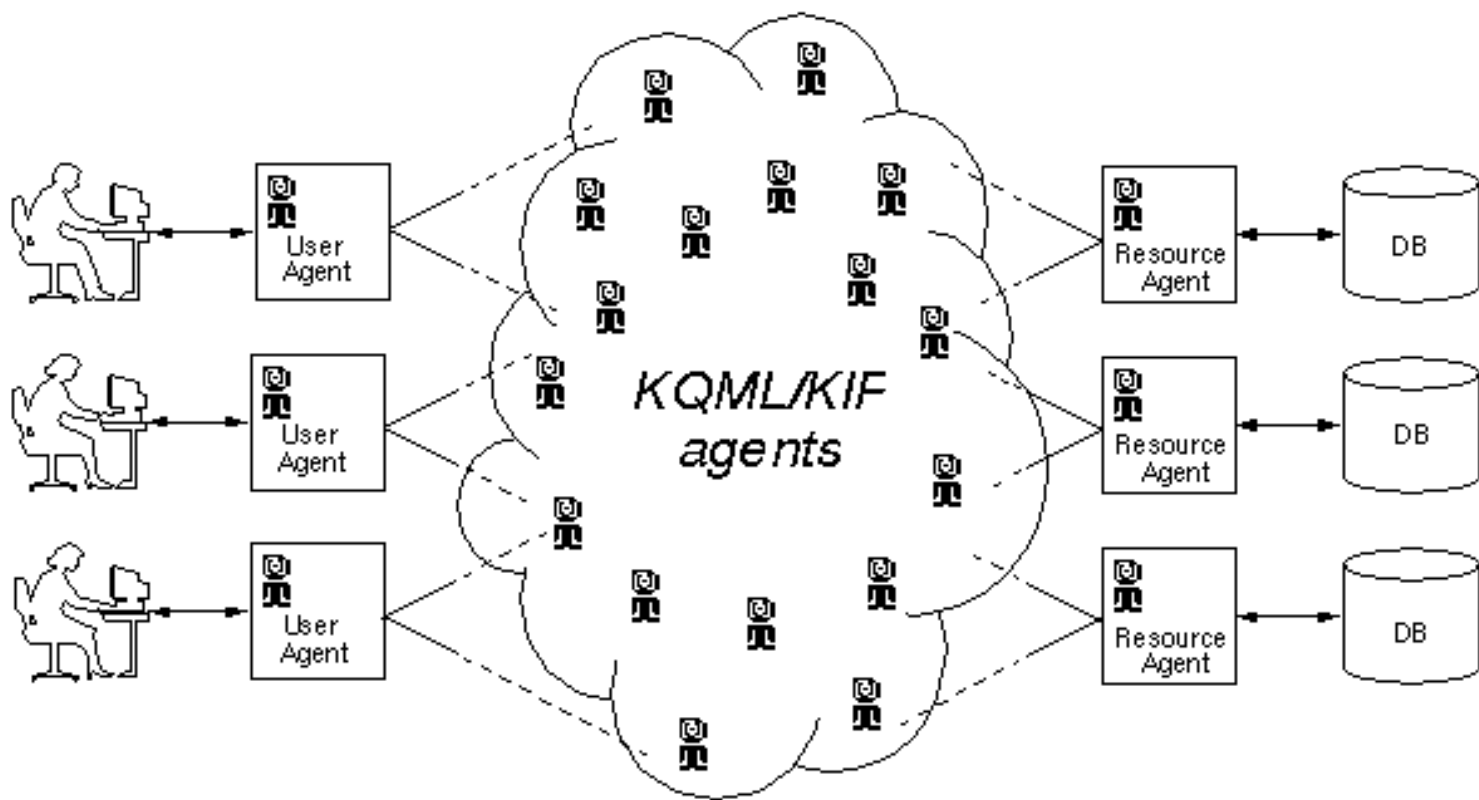 User
Agent
Resource
Agent
DB
KQML/KIF
agents
User
Agent
Resource
Agent
DB
User
Agent
Resource
Agent
DB